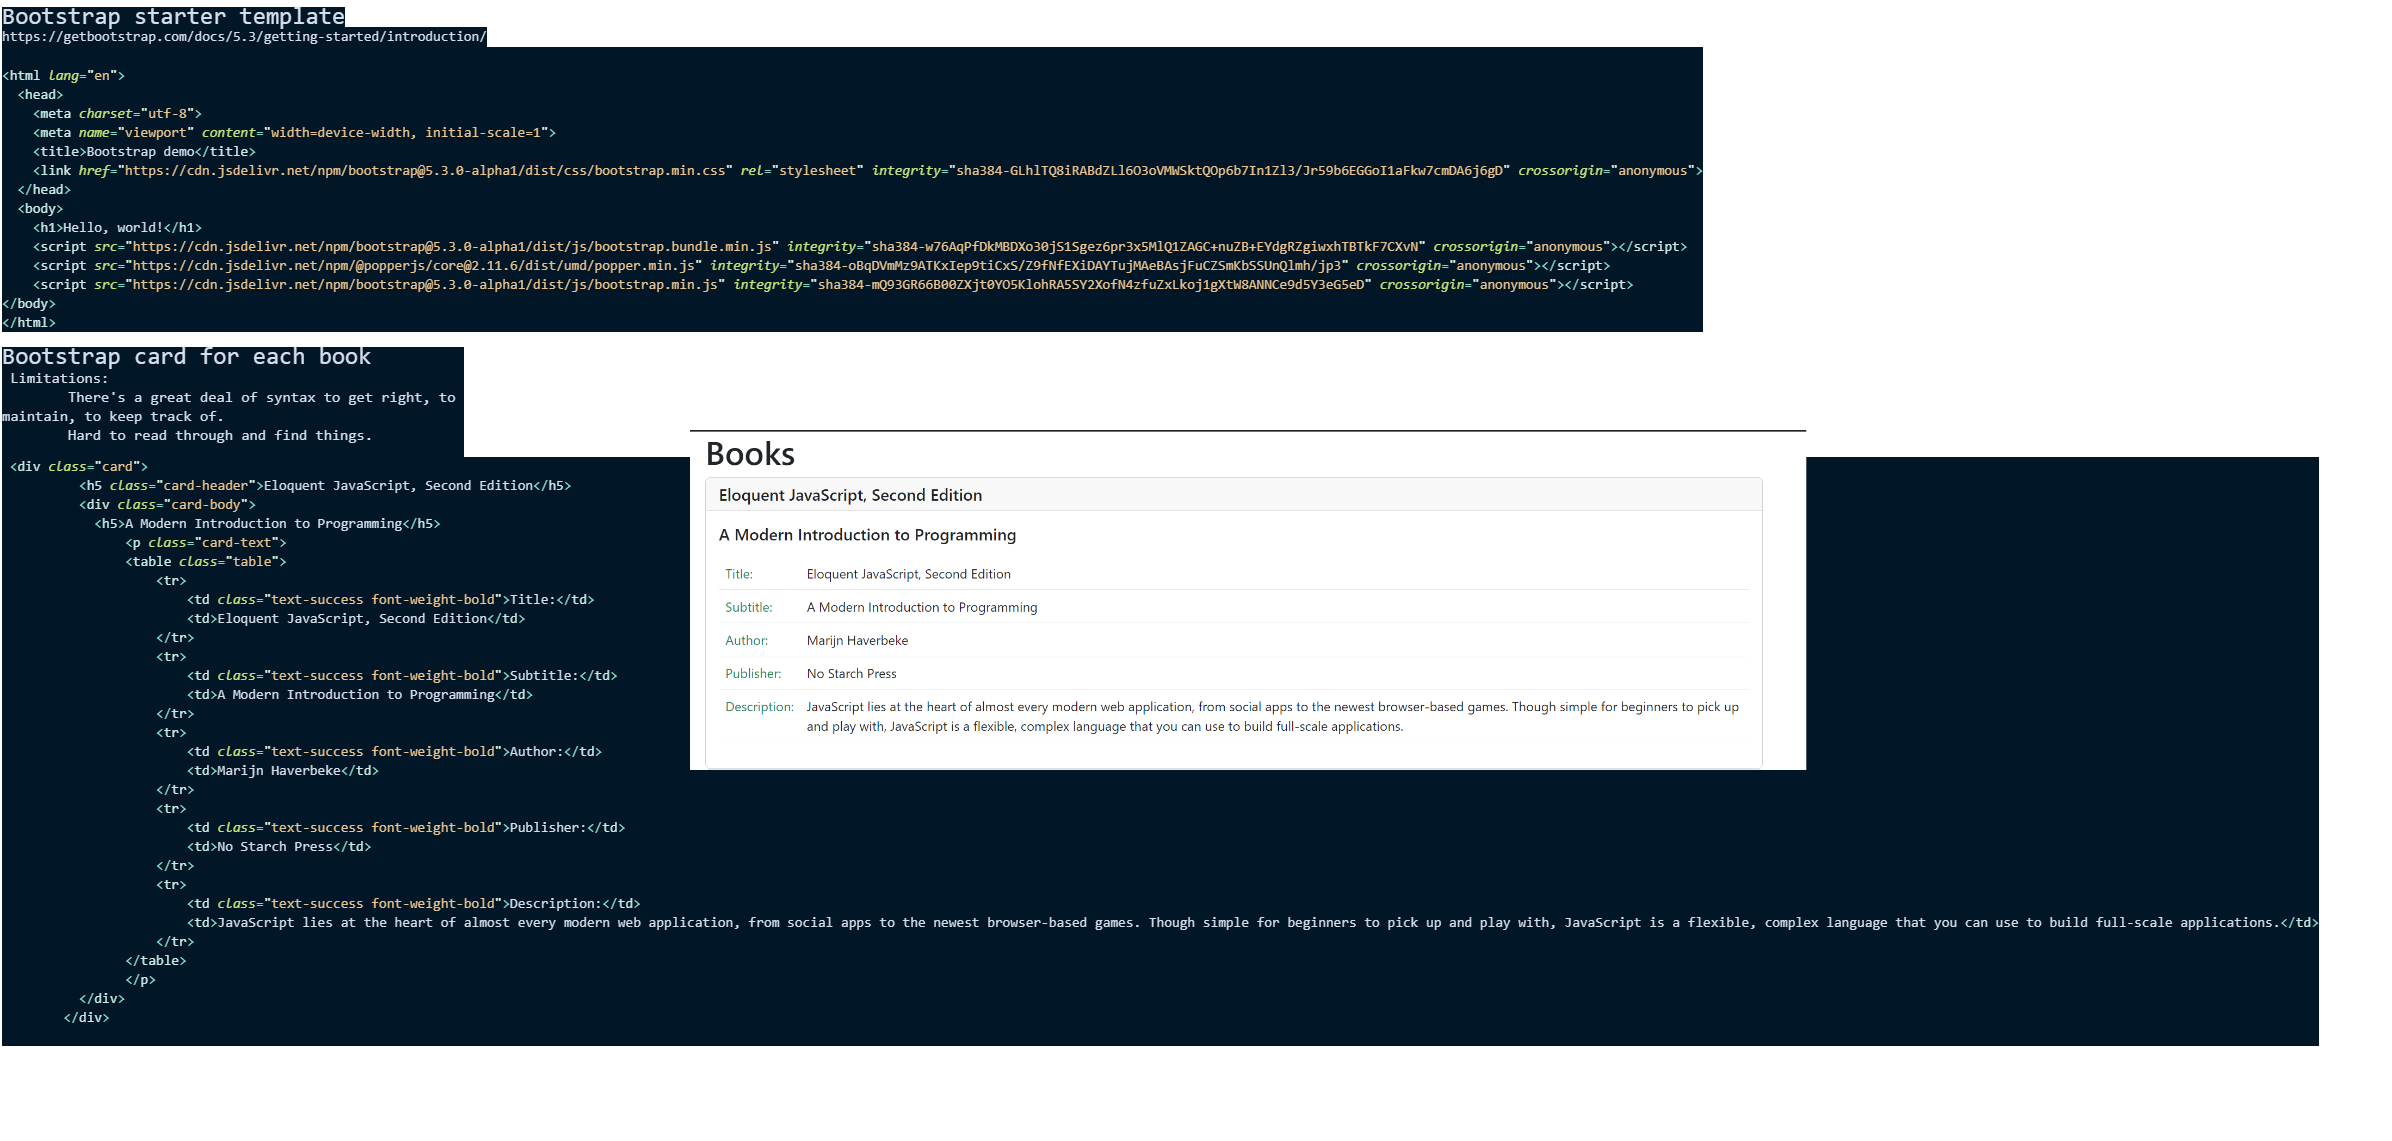 Bootstrap starter template
https://getbootstrap.com/docs/5.3/getting-started/introduction/
<html lang="en">
<head>
<meta charset="utf-8">
<meta name="viewport" content="width=device-width, initial-scale=1">
<title>Bootstrap demo</title>
<link href="https://cdn.jsdelivr.net/npm/bootstrap@5.3.0-alpha1/dist/css/bootstrap.min.css" rel="stylesheet" integrity="sha384-GLhlTQ8iRABdZLl6O3oVMWSktQOp6b7In1Zl3/Jr59b6EGGoI1aFkw7cmDA6j6gD" crossorigin="anonymous">
</head>
<body>
<h1>Hello, world!</h1>
<script src="https://cdn.jsdelivr.net/npm/bootstrap@5.3.0-alpha1/dist/js/bootstrap.bundle.min.js" integrity="sha384-w76AqPfDkMBDXo30jS1Sgez6pr3x5MlQ1ZAGC+nuZB+EYdgRZgiwxhTBTkF7CXvN" crossorigin="anonymous"></script>
<script src="https://cdn.jsdelivr.net/npm/@popperjs/core@2.11.6/dist/umd/popper.min.js" integrity="sha384-oBqDVmMz9ATKxIep9tiCxS/Z9fNfEXiDAYTujMAeBAsjFuCZSmKbSSUnQlmh/jp3" crossorigin="anonymous"></script>
<script src="https://cdn.jsdelivr.net/npm/bootstrap@5.3.0-alpha1/dist/js/bootstrap.min.js" integrity="sha384-mQ93GR66B00ZXjt0YO5KlohRA5SY2XofN4zfuZxLkoj1gXtW8ANNCe9d5Y3eG5eD" crossorigin="anonymous"></script>
</body>
</html>
Bootstrap card for each book
Limitations:
There's a great deal of syntax to get right, to
maintain, to keep track of.
Hard to read through and find things.
<div class="card">
<h5 class="card-header">Eloquent JavaScript, Second Edition</h5>
<div class="card-body">
<h5>A Modern Introduction to Programming</h5>
<p class="card-text">
<table class="table">
<tr>
<td class="text-success font-weight-bold">Title:</td>
<td>Eloquent JavaScript, Second Edition</td>
</tr>
<tr>
<td class="text-success font-weight-bold">Subtitle:</td>
<td>A Modern Introduction to Programming</td>
</tr>
<tr>
<td class="text-success font-weight-bold">Author:</td>
<td>Marijn Haverbeke</td>
</tr>
<tr>
<td class="text-success font-weight-bold">Publisher:</td>
<td>No Starch Press</td>
</tr>
<tr>
<td class="text-success font-weight-bold">Description:</td>
<td>JavaScript lies at the heart of almost every modern web application, from social apps to the newest browser-based games. Though simple for beginners to pick up and play with, JavaScript is a flexible, complex language that you can use to build full-scale applications.</td>
</tr>
</table>
</p>
</div>
</div>
Books
Eloquent JavaScript, Second Edition
A Modern Introduction to Programming
Title: Eloquent JavaScript, Second Edition
Subtitle: A Modern Introduction to Programming
Author: Marijn Haverbeke
Publisher: No Starch Press
Description: JavaScript lies at the heart of almost every modern web application, from social apps to the newest browser-based games. Though simple for beginners to pick up
and play with, JavaScript is a flexible, complex language that you can use to build full-scale applications.